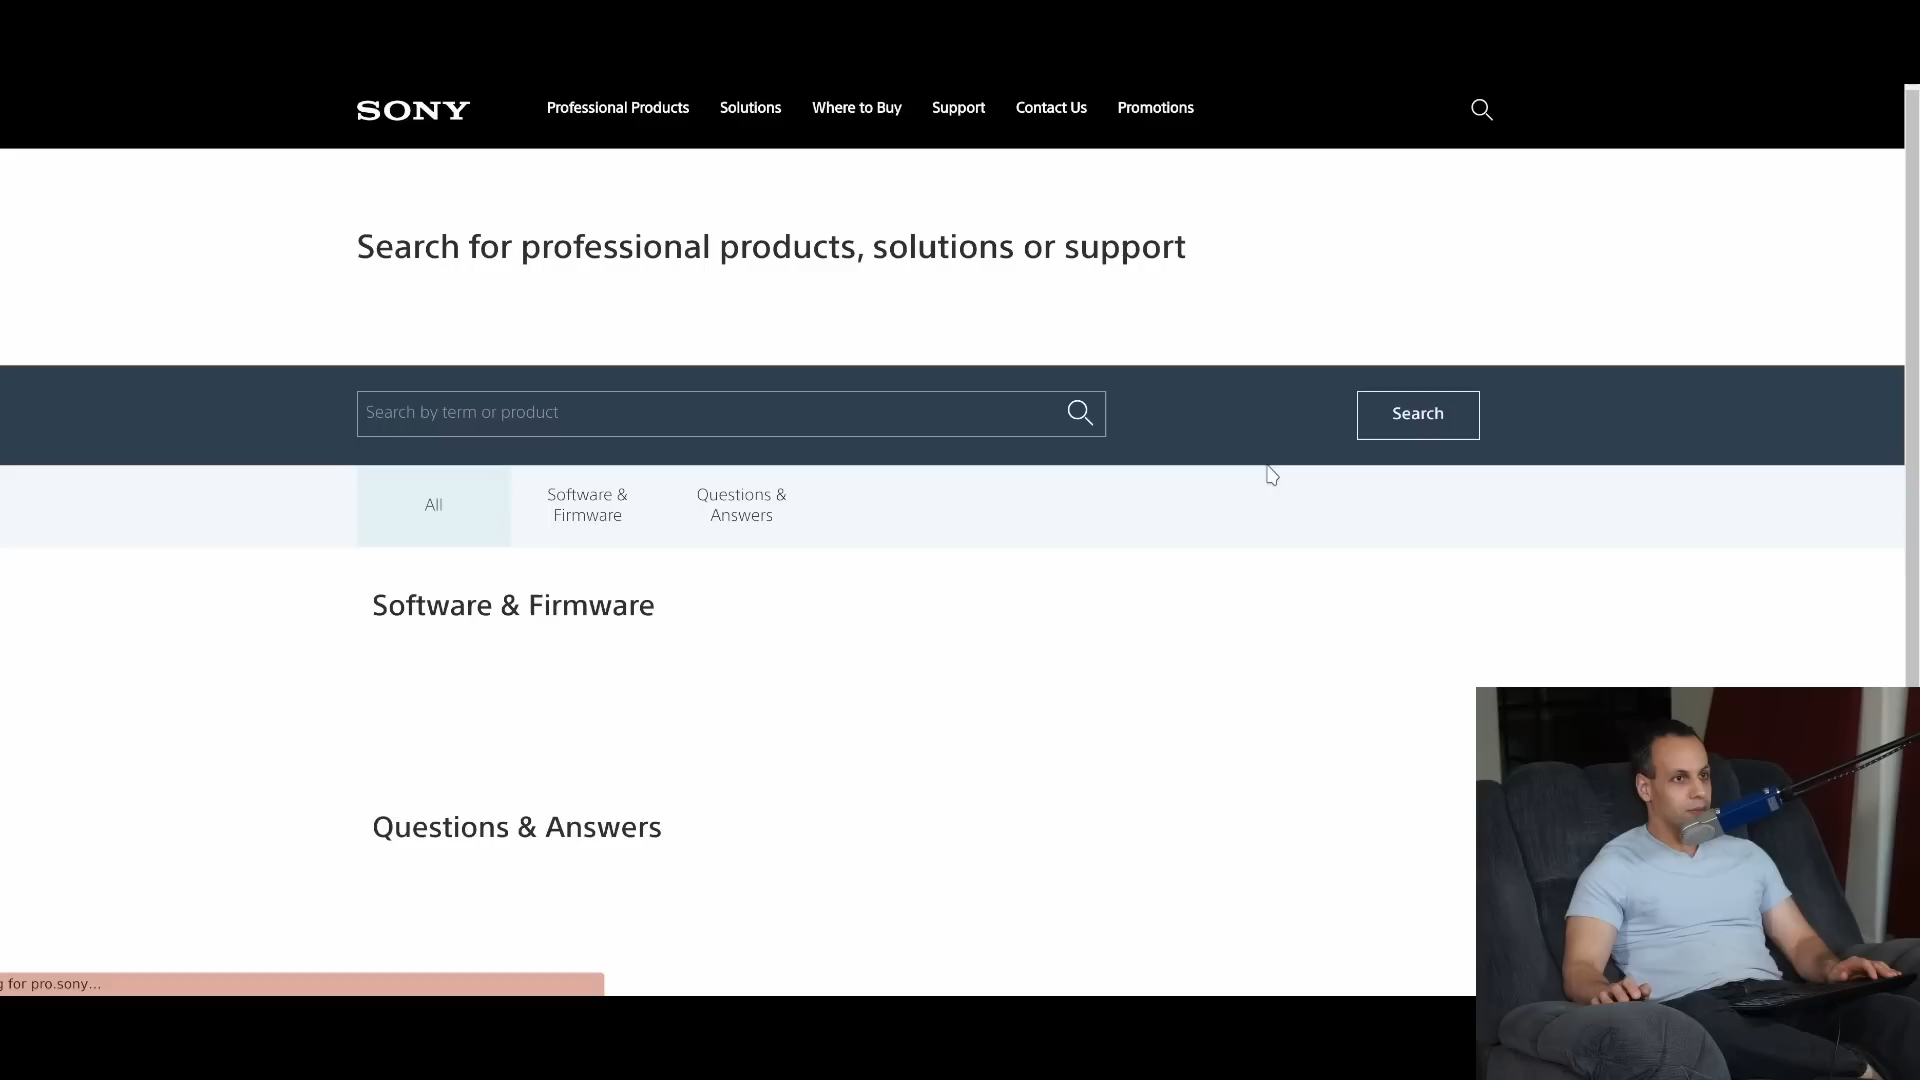 SONY
Professional Products
Solutions
Where to Buy
Support
Contact Us
Promotions
Search for professional products, solutions or support
Search by term or product
Search
All
Software &
Firmware
Questions &
Answers
Software & Firmware
Questions & Answers
g for pro.sony...